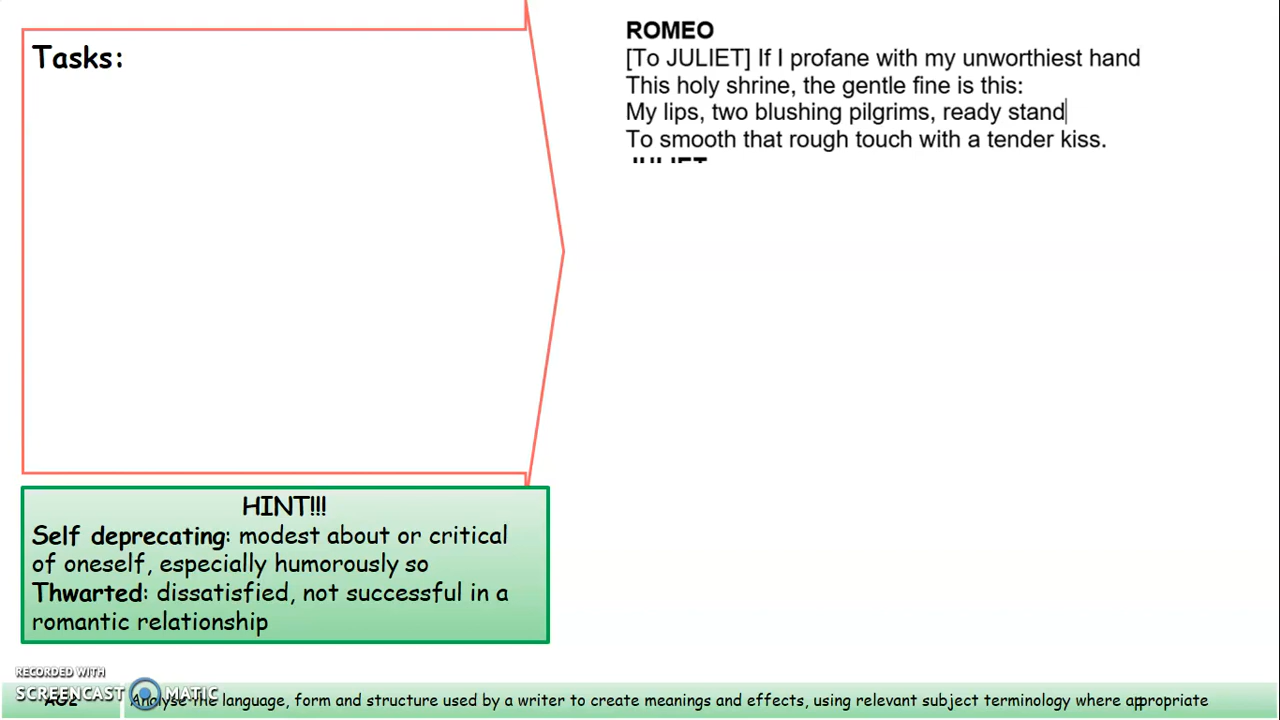 Tasks:
ROMEO
[To JULIET] If I profane with my unworthiest hand
This holy shrine, the gentle fine is this:
My lips, two blushing pilgrims, ready stand
To smooth that rough touch with a tender kiss.
JULIET
HINT!!!
Self deprecating: modest about or critical
of oneself, especially humorously so
Thwarted: dissatisfied, not successful in a
romantic relationship
RECORDED WITH
SCREENCAST MATIC
AO2 Analyse the language, form and structure used by a writer to create meanings and effects, using relevant subject terminology where appropriate